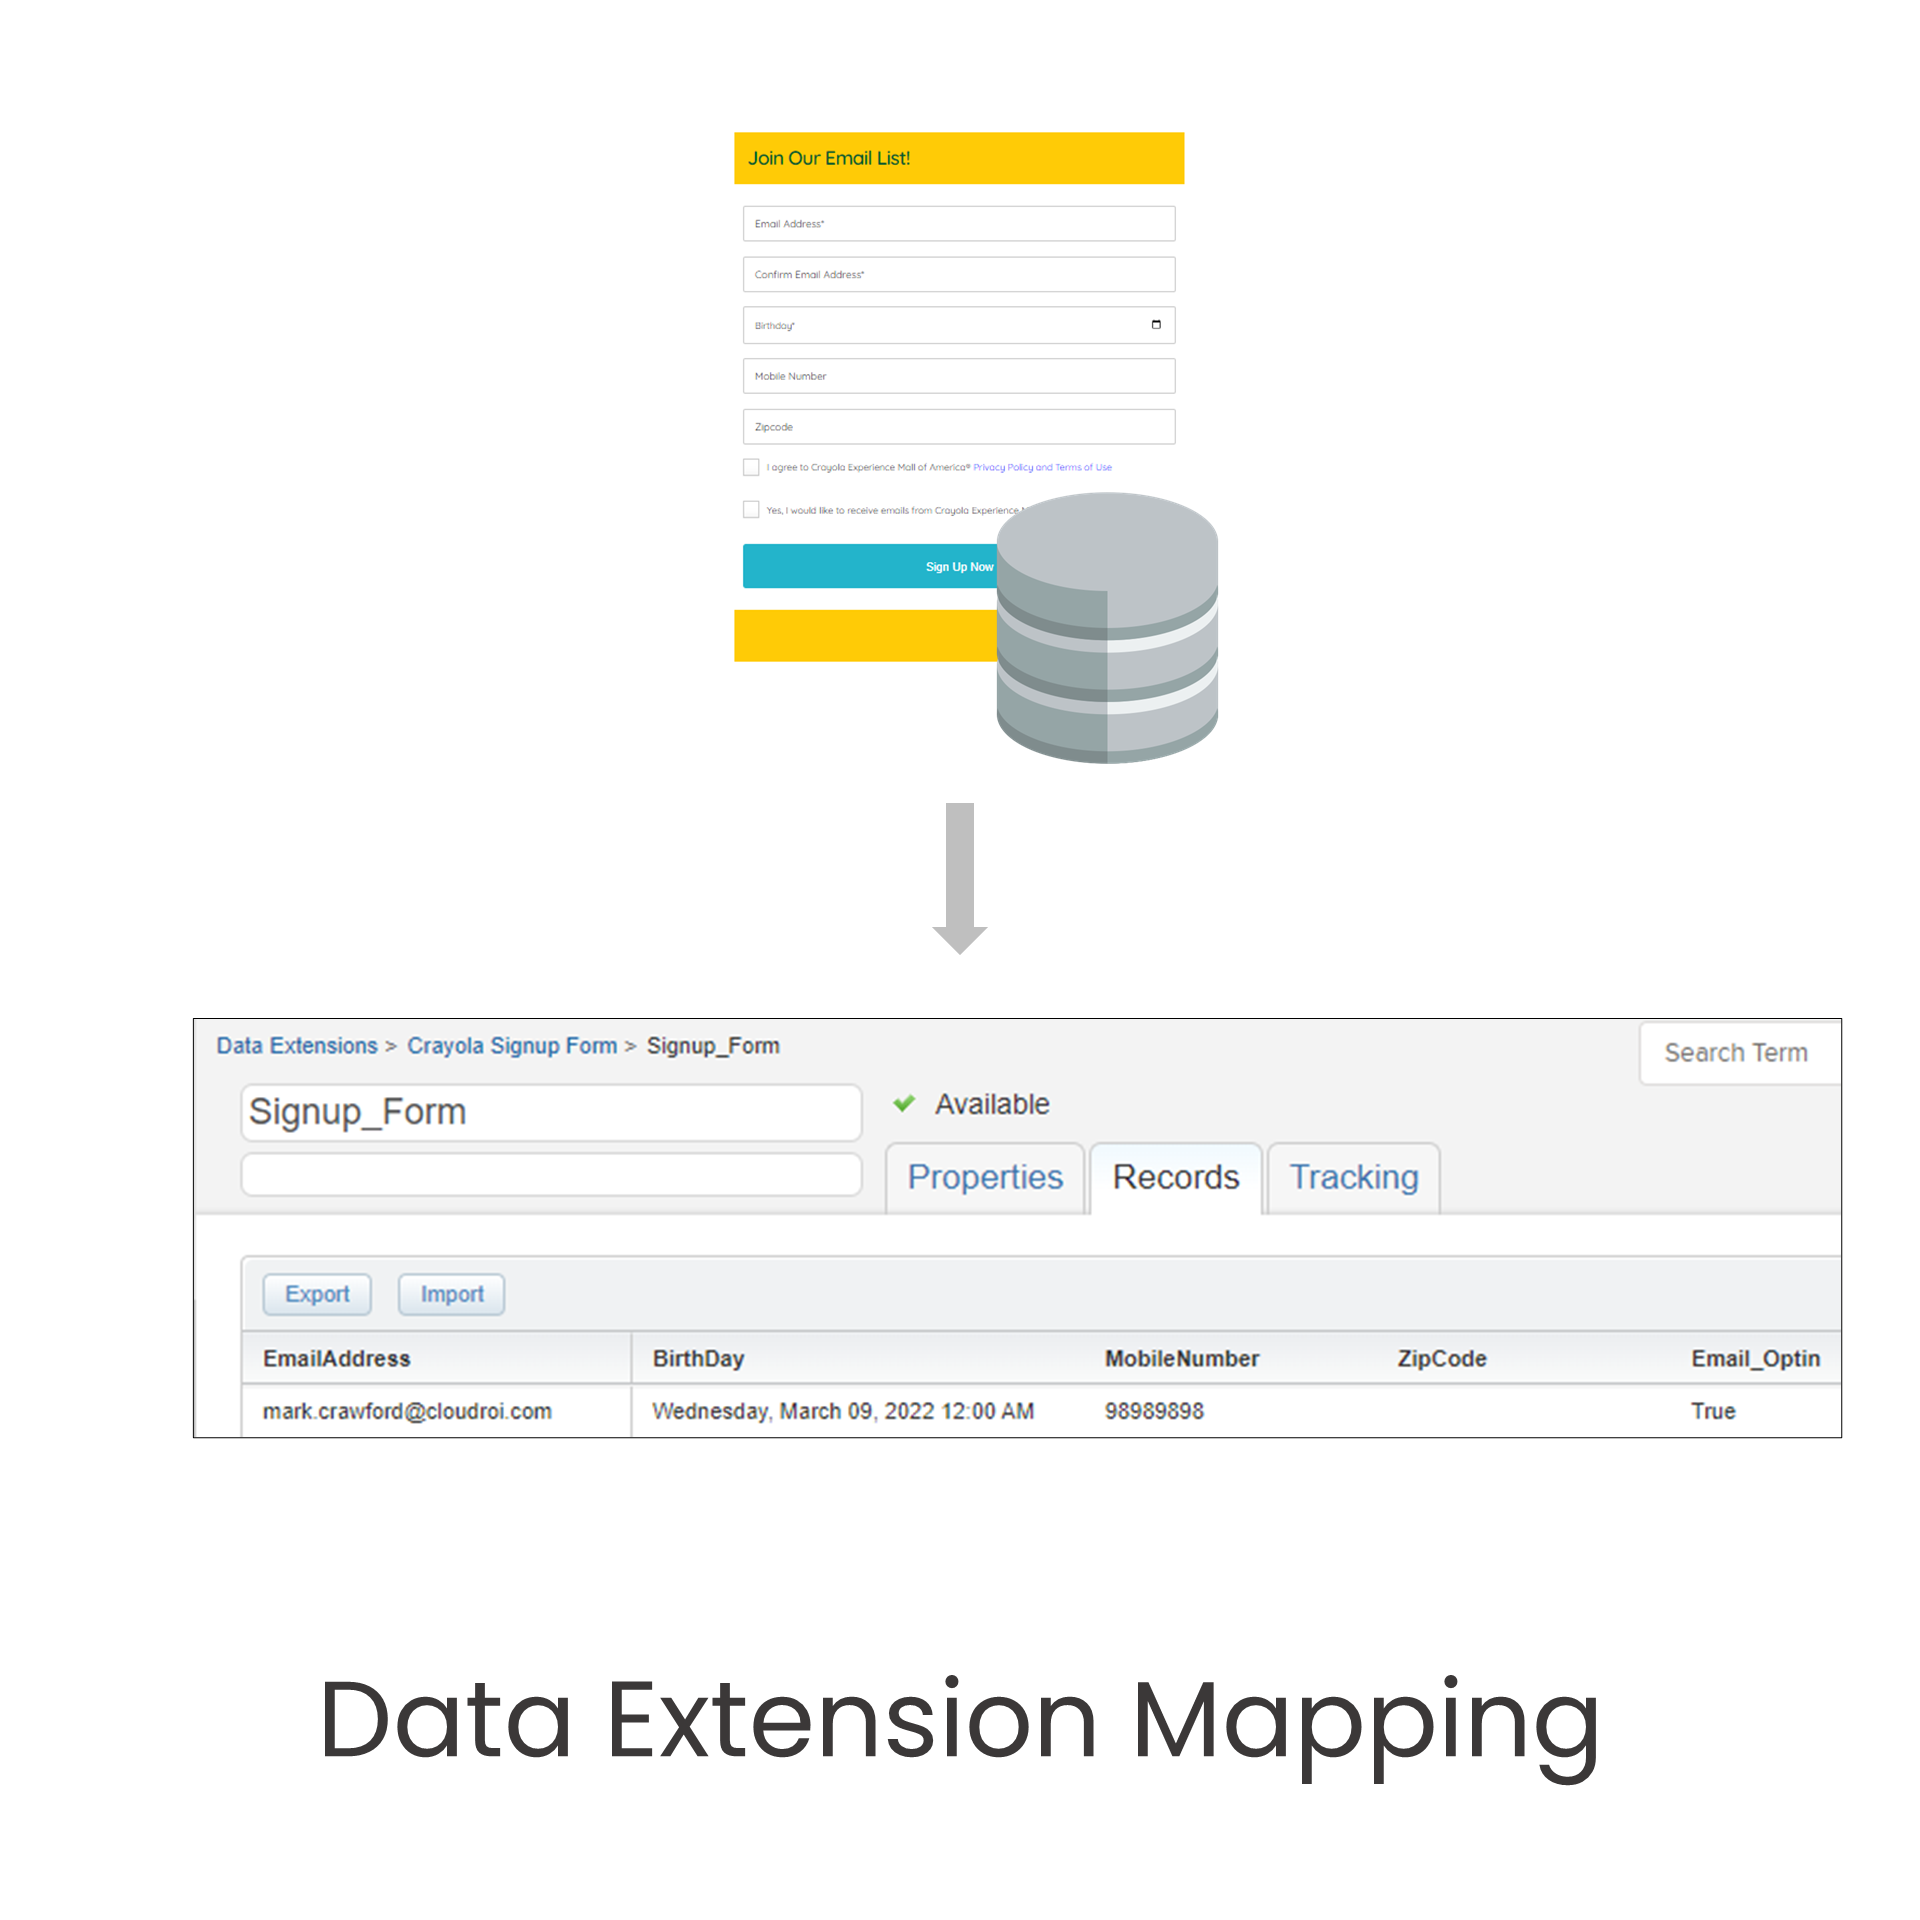 Join Our Email List!
Email Address*
Confirm Email Address*
Birthday*
Mobile Number
Zipcode
I agree to Crayola Experience Mall of America® Privacy Policy and Terms of Use
Yes, I would like to receive emails from Crayola Experience
Sign Up Now
Data Extensions > Crayola Signup Form > Signup_Form
Search Term
Signup_Form
Available
Properties Records Tracking
Export Import
EmailAddress BirthDay MobileNumber ZipCode Email_Optin
mark.crawford@cloudroi.com Wednesday, March 09, 2022 12:00 AM 98989898 True
Data Extension Mapping